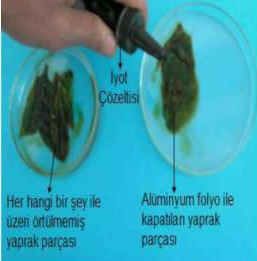 İyot
Çözeltisi
Her hangi bir şey ile
üzeri örtülmemiş
yaprak parçası
Alüminyum folyo ile
kapatılan yaprak
parçası